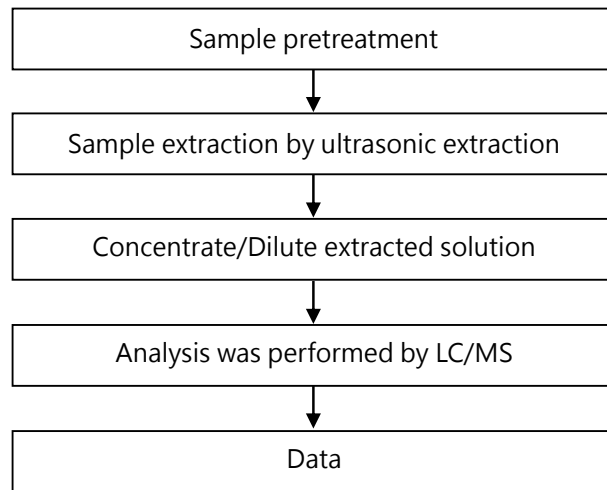 Sample pretreatment
Sample extraction by ultrasonic extraction
Concentrate/Dilute extracted solution
Analysis was performed by LC/MS
Data